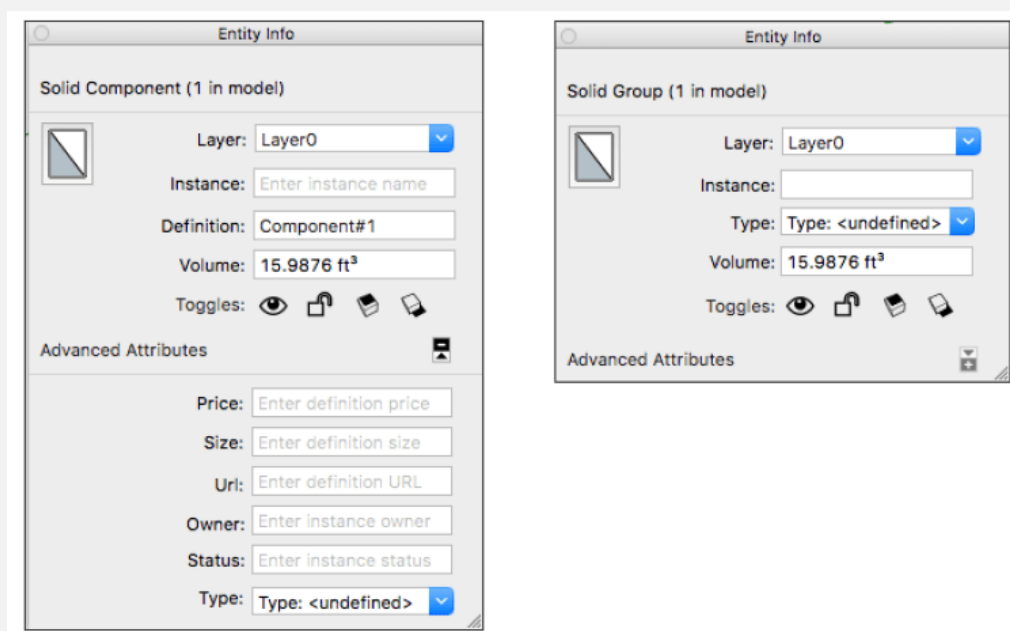 Entity Info
Solid Component (1 in model)
Layer: Layer0
Instance: Enter instance name
Definition: Component#1
Volume: 15.9876 ft³
Toggles:
Advanced Attributes
Price: Enter definition price
Size: Enter definition size
Url: Enter definition URL
Owner: Enter instance owner
Status: Enter instance status
Type: Type: <undefined>
Entity Info
Solid Group (1 in model)
Layer: Layer0
Instance:
Type: Type: <undefined>
Volume: 15.9876 ft³
Toggles:
Advanced Attributes